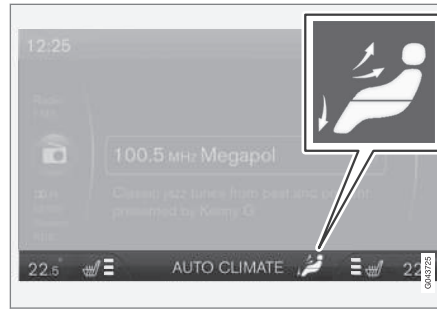 12:25
100.5 MHz Megapol
Classic jazz tunes from past and
presented by Kenny G
22.5° AUTO CLIMATE 22
G043725